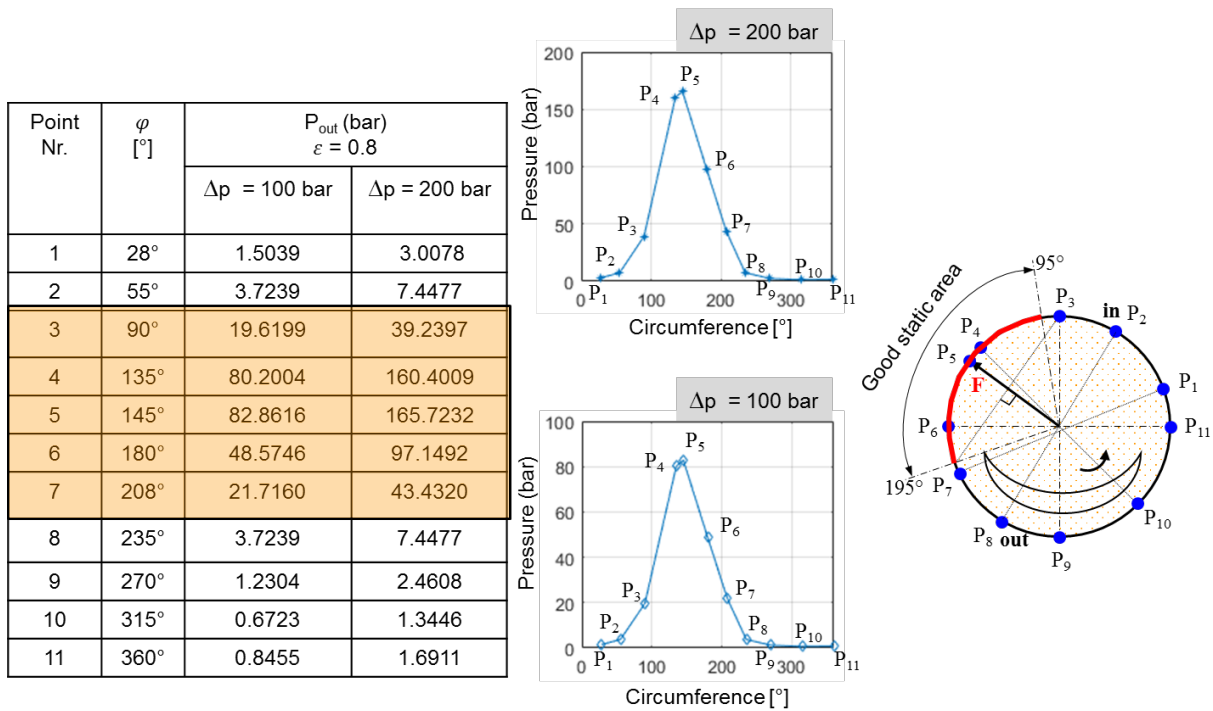 Point Nr. φ [°] P_out (bar) ε = 0.8
Δp = 100 bar Δp = 200 bar
1 28° 1.5039 3.0078
2 55° 3.7239 7.4477
3 90° 19.6199 39.2397
4 135° 80.2004 160.4009
5 145° 82.8616 165.7232
6 180° 48.5746 97.1492
7 208° 21.7160 43.4320
8 235° 3.7239 7.4477
9 270° 1.2304 2.4608
10 315° 0.6723 1.3446
11 360° 0.8455 1.6911
Δp = 200 bar
Pressure (bar)
200
150
100
50
0
P1
P2
P3
P4
P5
P6
P7
P8
P9
P10
P11
0 100 200 300
Circumference [°]
Δp = 100 bar
Pressure (bar)
100
80
60
40
20
0
P1
P2
P3
P4
P5
P6
P7
P8
P9
P10
P11
0 100 200 300
Circumference [°]
Good static area
95°
195°
P3
in P2
P4
P5
F
P1
P6
P11
P7
P10
P8 out
P9